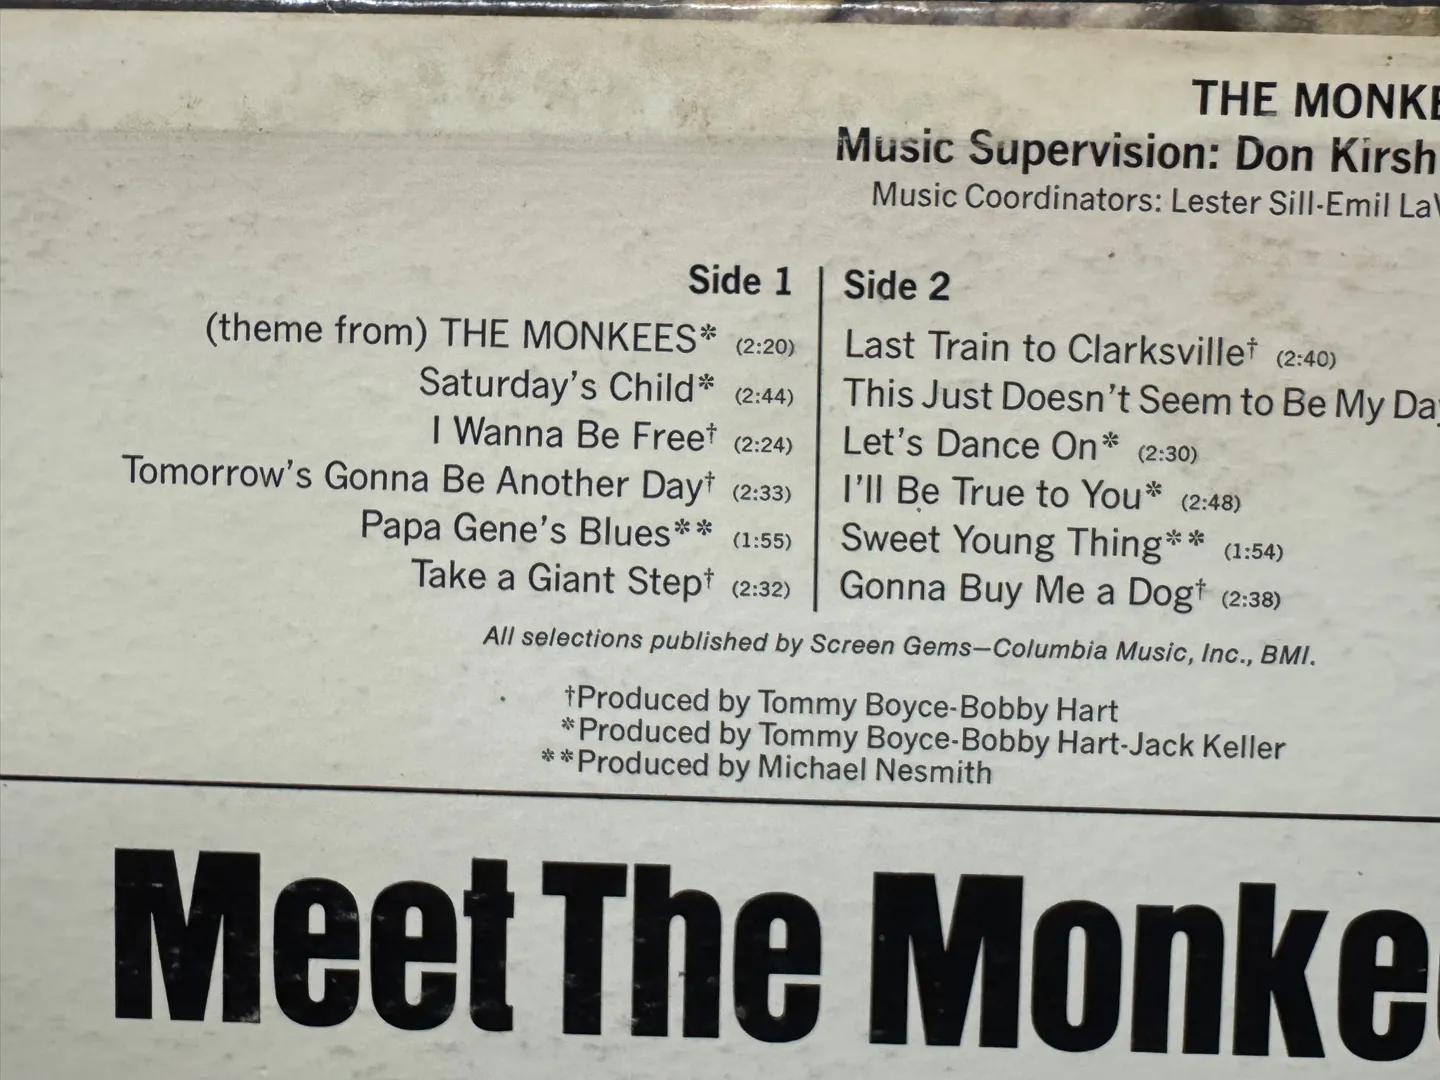 THE MONKE
Music Supervision: Don Kirsh
Music Coordinators: Lester Sill-Emil LaV
Side 1
(theme from) THE MONKEES* (2:20)
Saturday's Child* (2:44)
I Wanna Be Free† (2:24)
Tomorrow's Gonna Be Another Day† (2:33)
Papa Gene's Blues** (1:55)
Take a Giant Step† (2:32)
Side 2
Last Train to Clarksville† (2:40)
This Just Doesn't Seem to Be My Day
Let's Dance On* (2:30)
I'll Be True to You* (2:48)
Sweet Young Thing** (1:54)
Gonna Buy Me a Dog† (2:38)
All selections published by Screen Gems—Columbia Music, Inc., BMI.
†Produced by Tommy Boyce-Bobby Hart
*Produced by Tommy Boyce-Bobby Hart-Jack Keller
**Produced by Michael Nesmith
Meet The Monkee